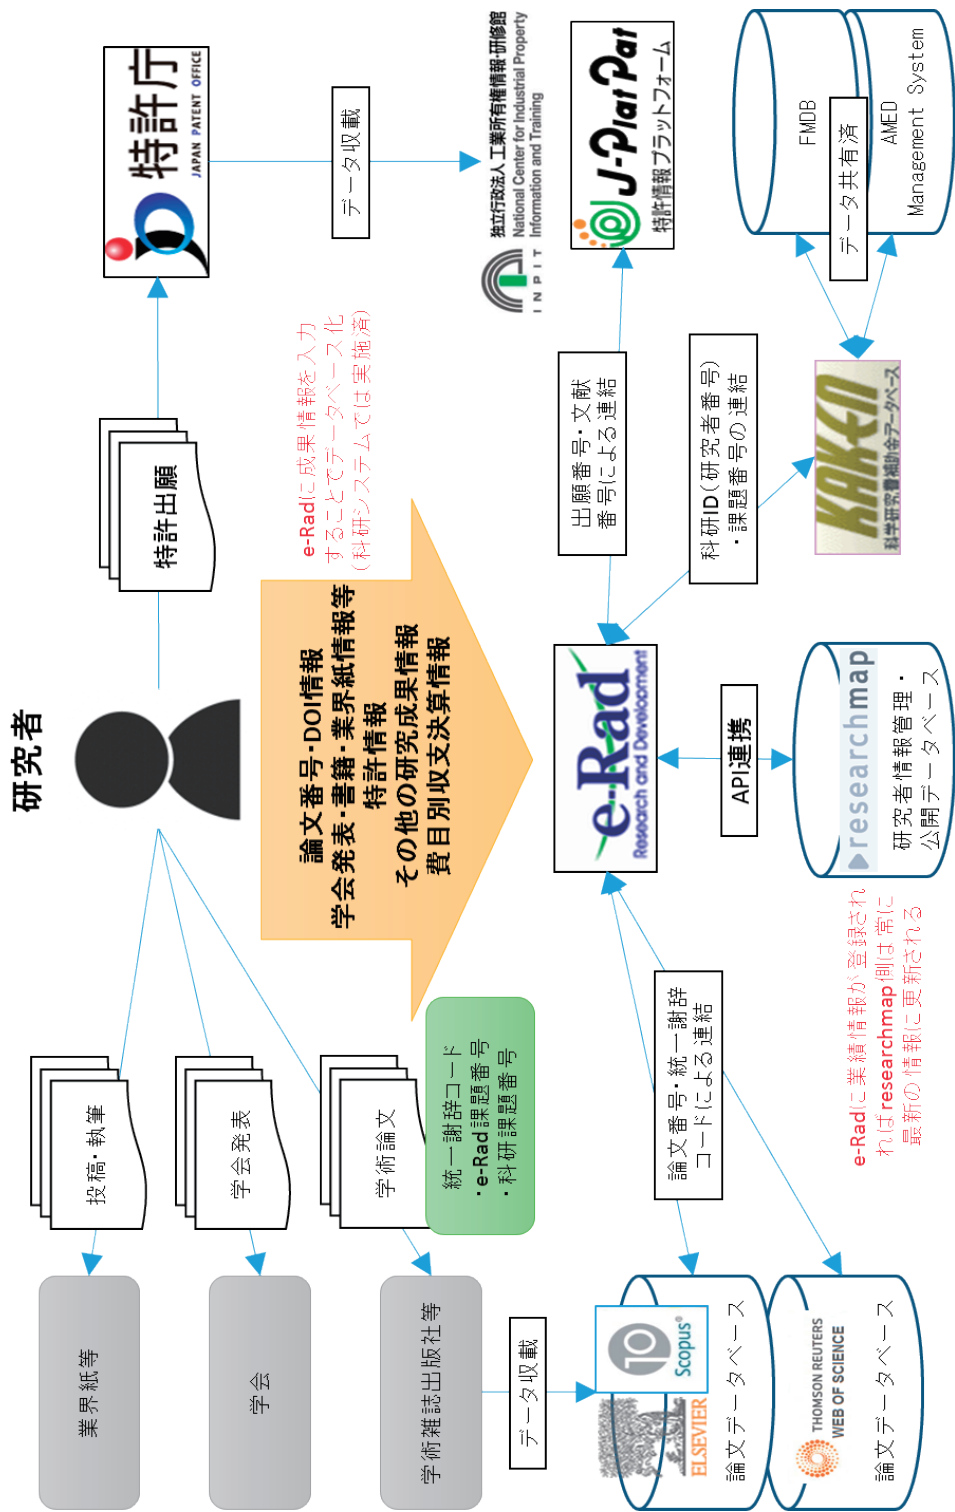 研究者
業界紙等
投稿・執筆
学会
学会発表
学術雑誌出版社等
学術論文
統一謝辞コード
・e-Rad課題番号
・科研課題番号
特許出願
特許庁
JAPAN PATENT OFFICE
データ収載
独立行政法人 工業所有権情報・研修館
National Center for Industrial Property
Information and Training
INPIT
論文番号・DOI情報
学会発表・書籍・業界紙情報等
特許情報
その他の研究成果情報
費目別収支決算情報
e-Radに成果情報を入力
することでデータベース化
(科研システムでは実施済)
データ収載
ELSEVIER
10
Scopus®
論文データベース
THOMSON REUTERS
WEB OF SCIENCE
論文データベース
論文番号・統一謝辞
コードによる連結
e-Rad
Research and Development
出願番号・文献
番号による連結
J-PlatPat
特許情報プラットフォーム
科研ID(研究者番号)
・課題番号の連結
API連携
researchmap
研究者情報管理・
公開データベース
e-Radに業績情報が登録され
ればresearchmap側は常に
最新の情報に更新される
KAKEN
科学研究費補助金データベース
FMDB
データ共有済
AMED
Management System